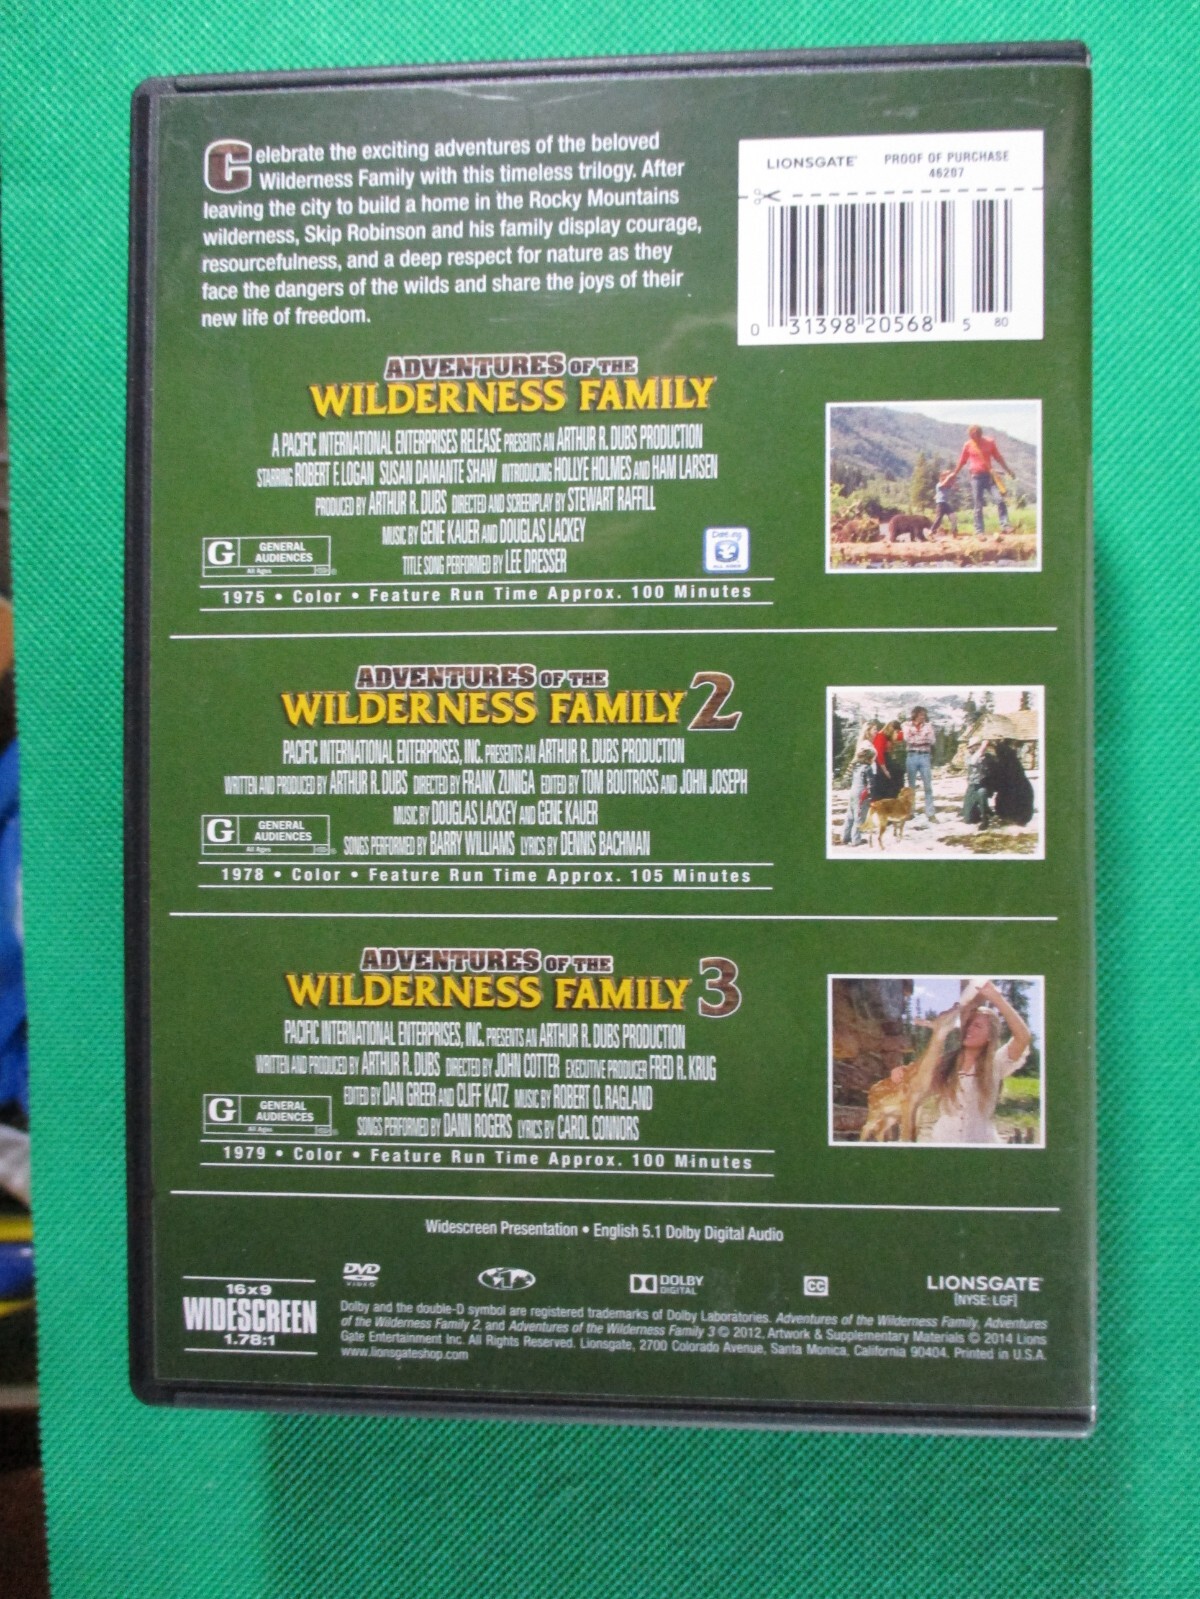 Celebrate the exciting adventures of the beloved
Wilderness Family with this timeless trilogy. After
leaving the city to build a home in the Rocky Mountains
wilderness, Skip Robinson and his family display courage,
resourcefulness, and a deep respect for nature as they
face the dangers of the wilds and share the joys of their
new life of freedom.
LIONSGATE PROOF OF PURCHASE
46207
0 31398 20568 5 80
ADVENTURES OF THE
WILDERNESS FAMILY
A PACIFIC INTERNATIONAL ENTERPRISES RELEASE PRESENTS AN ARTHUR R. DUBS PRODUCTION
STARRING ROBERT F. LOGAN SUSAN DAMANTE SHAW INTRODUCING HOLLYE HOLMES AND HAM LARSEN
PRODUCED BY ARTHUR R. DUBS DIRECTED AND SCREENPLAY BY STEWART RAFFILL
MUSIC BY GENE KAUER AND DOUGLAS LACKEY
TITLE SONG PERFORMED BY LEE DRESSER
G GENERAL
AUDIENCES
All Ages
1975 • Color • Feature Run Time Approx. 100 Minutes
ADVENTURES OF THE
WILDERNESS FAMILY 2
PACIFIC INTERNATIONAL ENTERPRISES, INC. PRESENTS AN ARTHUR R. DUBS PRODUCTION
WRITTEN AND PRODUCED BY ARTHUR R. DUBS DIRECTED BY FRANK ZUNIGA EDITED BY TOM BOUTROSS AND JOHN JOSEPH
MUSIC BY DOUGLAS LACKEY AND GENE KAUER
SONGS PERFORMED BY BARRY WILLIAMS LYRICS BY DENNIS BACHMAN
G GENERAL
AUDIENCES
All Ages
1978 • Color • Feature Run Time Approx. 105 Minutes
ADVENTURES OF THE
WILDERNESS FAMILY 3
PACIFIC INTERNATIONAL ENTERPRISES, INC. PRESENTS AN ARTHUR R. DUBS PRODUCTION
WRITTEN AND PRODUCED BY ARTHUR R. DUBS DIRECTED BY JOHN COTTER EXECUTIVE PRODUCER FRED R. KRUG
EDITED BY DAN GREER AND CLIFF KATZ MUSIC BY ROBERT O. RAGLAND
SONGS PERFORMED BY DANN ROGERS LYRICS BY CAROL CONNORS
G GENERAL
AUDIENCES
All Ages
1979 • Color • Feature Run Time Approx. 100 Minutes
Widescreen Presentation • English 5.1 Dolby Digital Audio
16x9
WIDESCREEN
1.78:1
DVD
VIDEO
1
DOLBY
DIGITAL
CC
LIONSGATE
[NYSE: LGF]
Dolby and the double-D symbol are registered trademarks of Dolby Laboratories. Adventures of the Wilderness Family, Adventures
of the Wilderness Family 2, and Adventures of the Wilderness Family 3 © 2012, Artwork & Supplementary Materials © 2014 Lions
Gate Entertainment Inc. All Rights Reserved. Lionsgate, 2700 Colorado Avenue, Santa Monica, California 90404. Printed in U.S.A.
www.lionsgateshop.com